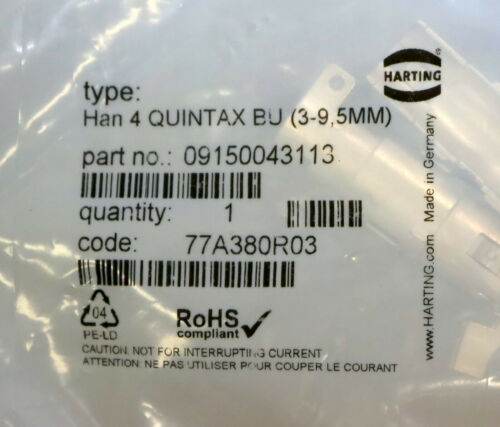 HARTING
type:
Han 4 QUINTAX BU (3-9,5MM)
part no.: 09150043113
quantity: 1
code: 77A380R03
04
PE-LD
RoHS
compliant
CAUTION: NOT FOR INTERRUPTING CURRENT
ATTENTION: NE PAS UTILISER POUR COUPER LE COURANT
www.HARTING.com Made in Germany